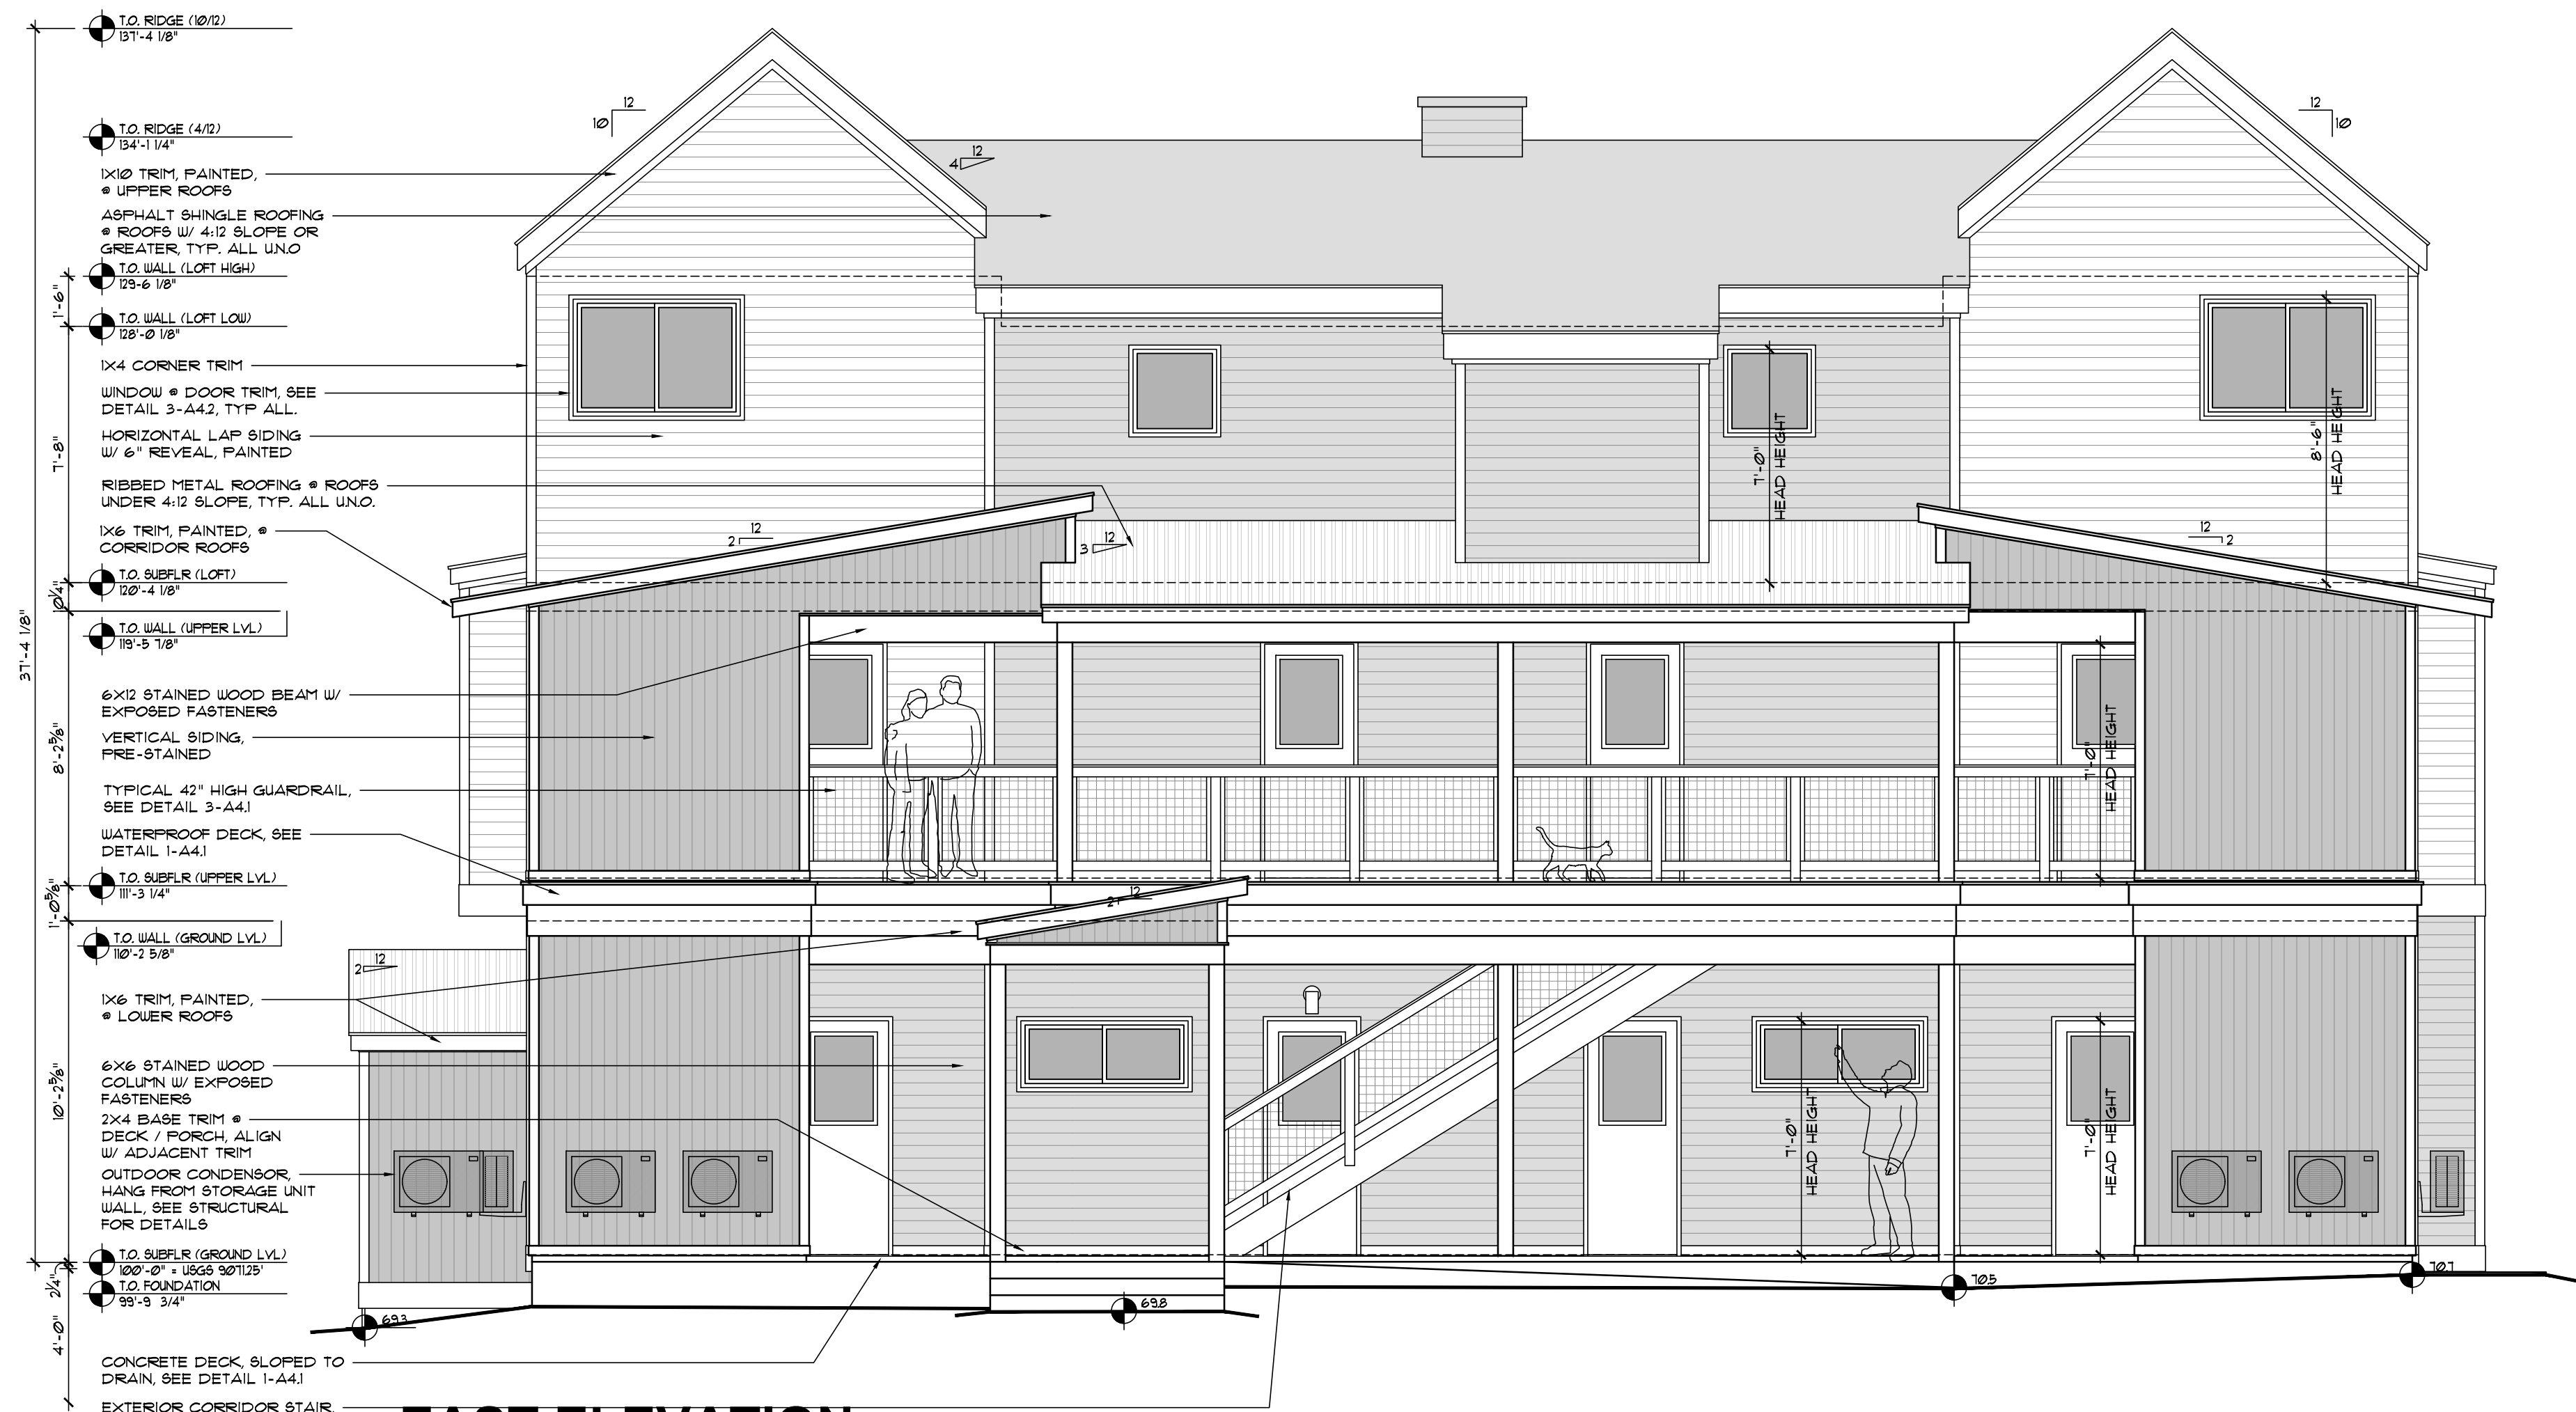 T.O. RIDGE (10/12)
137'-4 1/8"
T.O. RIDGE (4/12)
134'-1 1/4"
1X10 TRIM, PAINTED,
@ UPPER ROOFS
ASPHALT SHINGLE ROOFING
@ ROOFS W/ 4:12 SLOPE OR
GREATER, TYP. ALL U.N.O
T.O. WALL (LOFT HIGH)
129-6 1/8"
T.O. WALL (LOFT LOW)
128'-0 1/8"
1X4 CORNER TRIM
WINDOW @ DOOR TRIM, SEE
DETAIL 3-A4.2, TYP ALL.
HORIZONTAL LAP SIDING
W/ 6" REVEAL, PAINTED
RIBBED METAL ROOFING @ ROOFS
UNDER 4:12 SLOPE, TYP. ALL U.N.O.
1X6 TRIM, PAINTED, @
CORRIDOR ROOFS
T.O. SUBFLR (LOFT)
120'-4 1/8"
T.O. WALL (UPPER LVL)
119'-5 7/8"
6X12 STAINED WOOD BEAM W/
EXPOSED FASTENERS
VERTICAL SIDING,
PRE-STAINED
TYPICAL 42" HIGH GUARDRAIL,
SEE DETAIL 3-A4.1
WATERPROOF DECK, SEE
DETAIL 1-A4.1
T.O. SUBFLR (UPPER LVL)
111'-3 1/4"
T.O. WALL (GROUND LVL)
110'-2 5/8"
1X6 TRIM, PAINTED,
@ LOWER ROOFS
6X6 STAINED WOOD
COLUMN W/ EXPOSED
FASTENERS
2X4 BASE TRIM @
DECK / PORCH, ALIGN
W/ ADJACENT TRIM
OUTDOOR CONDENSOR,
HANG FROM STORAGE UNIT
WALL, SEE STRUCTURAL
FOR DETAILS
T.O. SUBFLR (GROUND LVL)
100'-0" = USGS 9071.25'
T.O. FOUNDATION
99'-9 3/4"
CONCRETE DECK, SLOPED TO
DRAIN, SEE DETAIL 1-A4.1
EXTERIOR CORRIDOR STAIR,
EAST ELEVATION
37'-4 1/8"
1'-6"
7'-8"
8'-2 5/8"
1'-0 5/8"
10'-2 5/8"
2 1/4"
4'-0"
12
10
12
4
12
10
12
2
12
3
12
2
12
2
12
2
7'-0"
HEAD HEIGHT
8'-6"
HEAD HEIGHT
7'-0"
HEAD HEIGHT
7'-0"
HEAD HEIGHT
7'-0"
HEAD HEIGHT
69.3
69.8
70.5
70.7